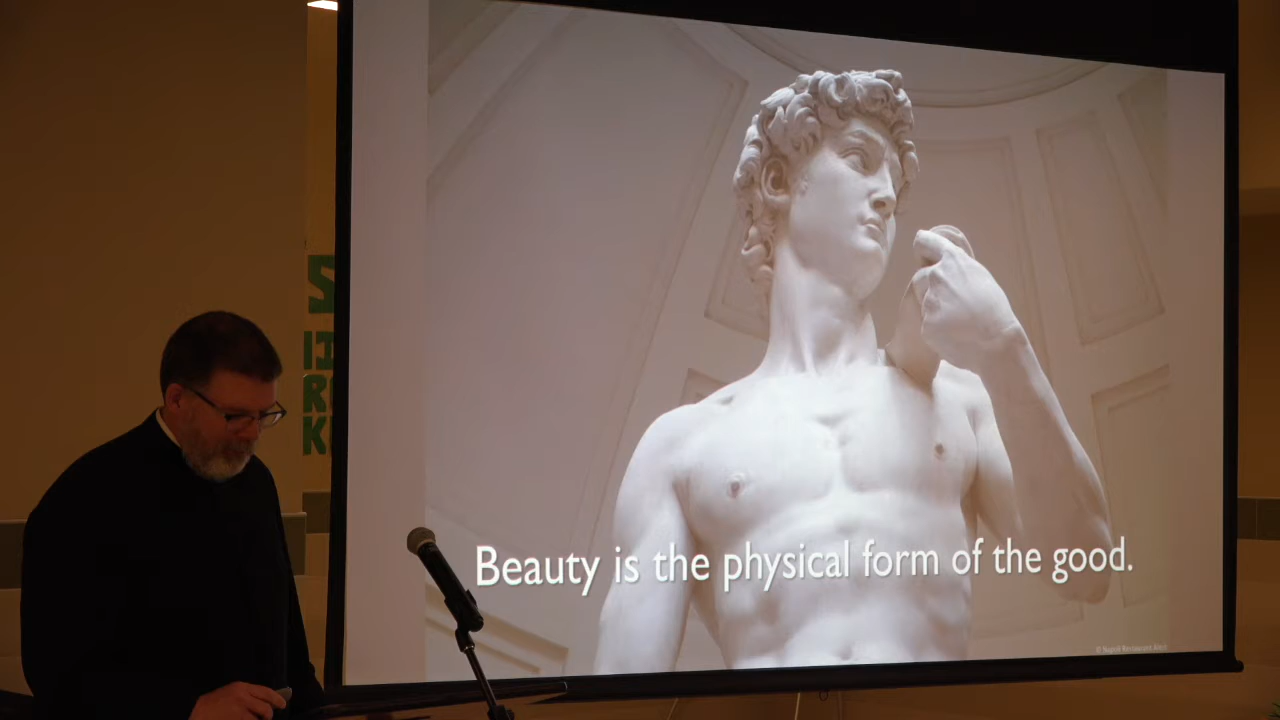 Beauty is the physical form of the good.